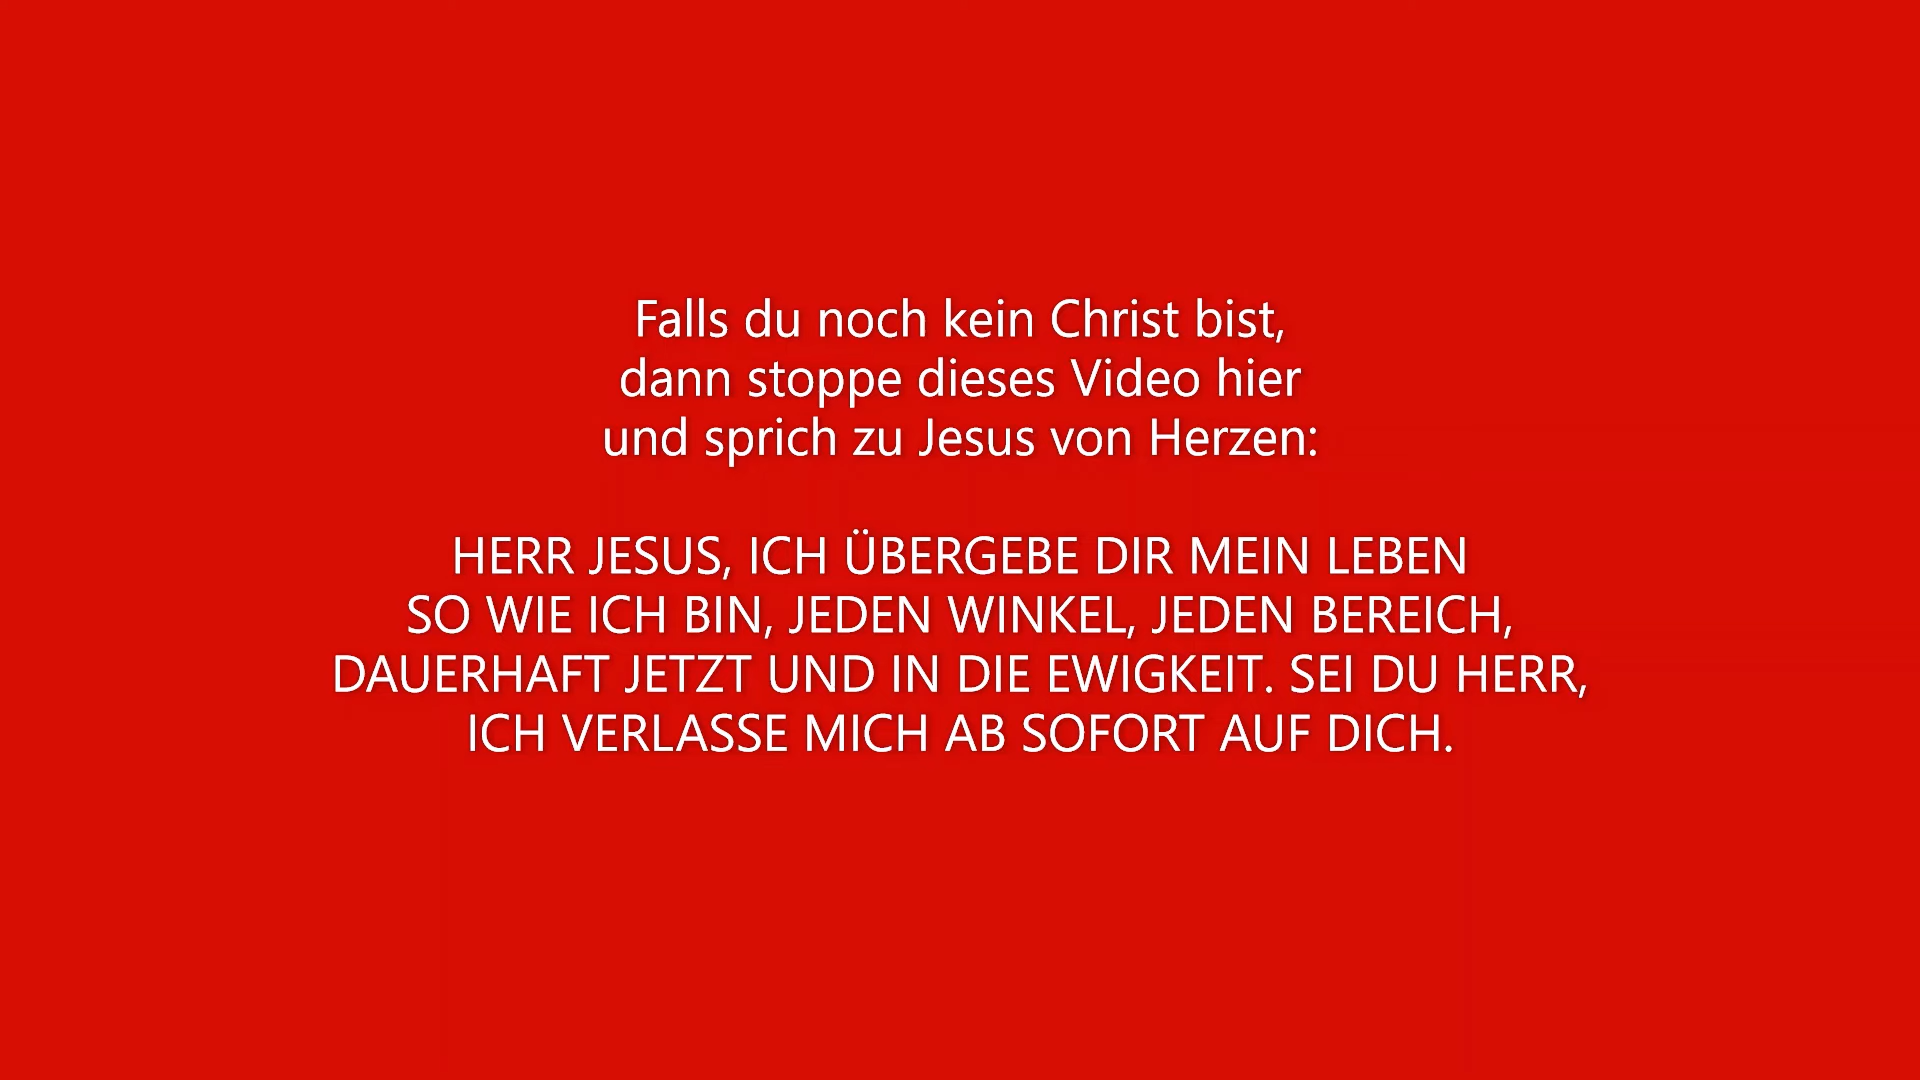 Falls du noch kein Christ bist,
dann stoppe dieses Video hier
und sprich zu Jesus von Herzen:
HERR JESUS, ICH ÜBERGEBE DIR MEIN LEBEN
SO WIE ICH BIN, JEDEN WINKEL, JEDEN BEREICH,
DAUERHAFT JETZT UND IN DIE EWIGKEIT. SEI DU HERR,
ICH VERLASSE MICH AB SOFORT AUF DICH.